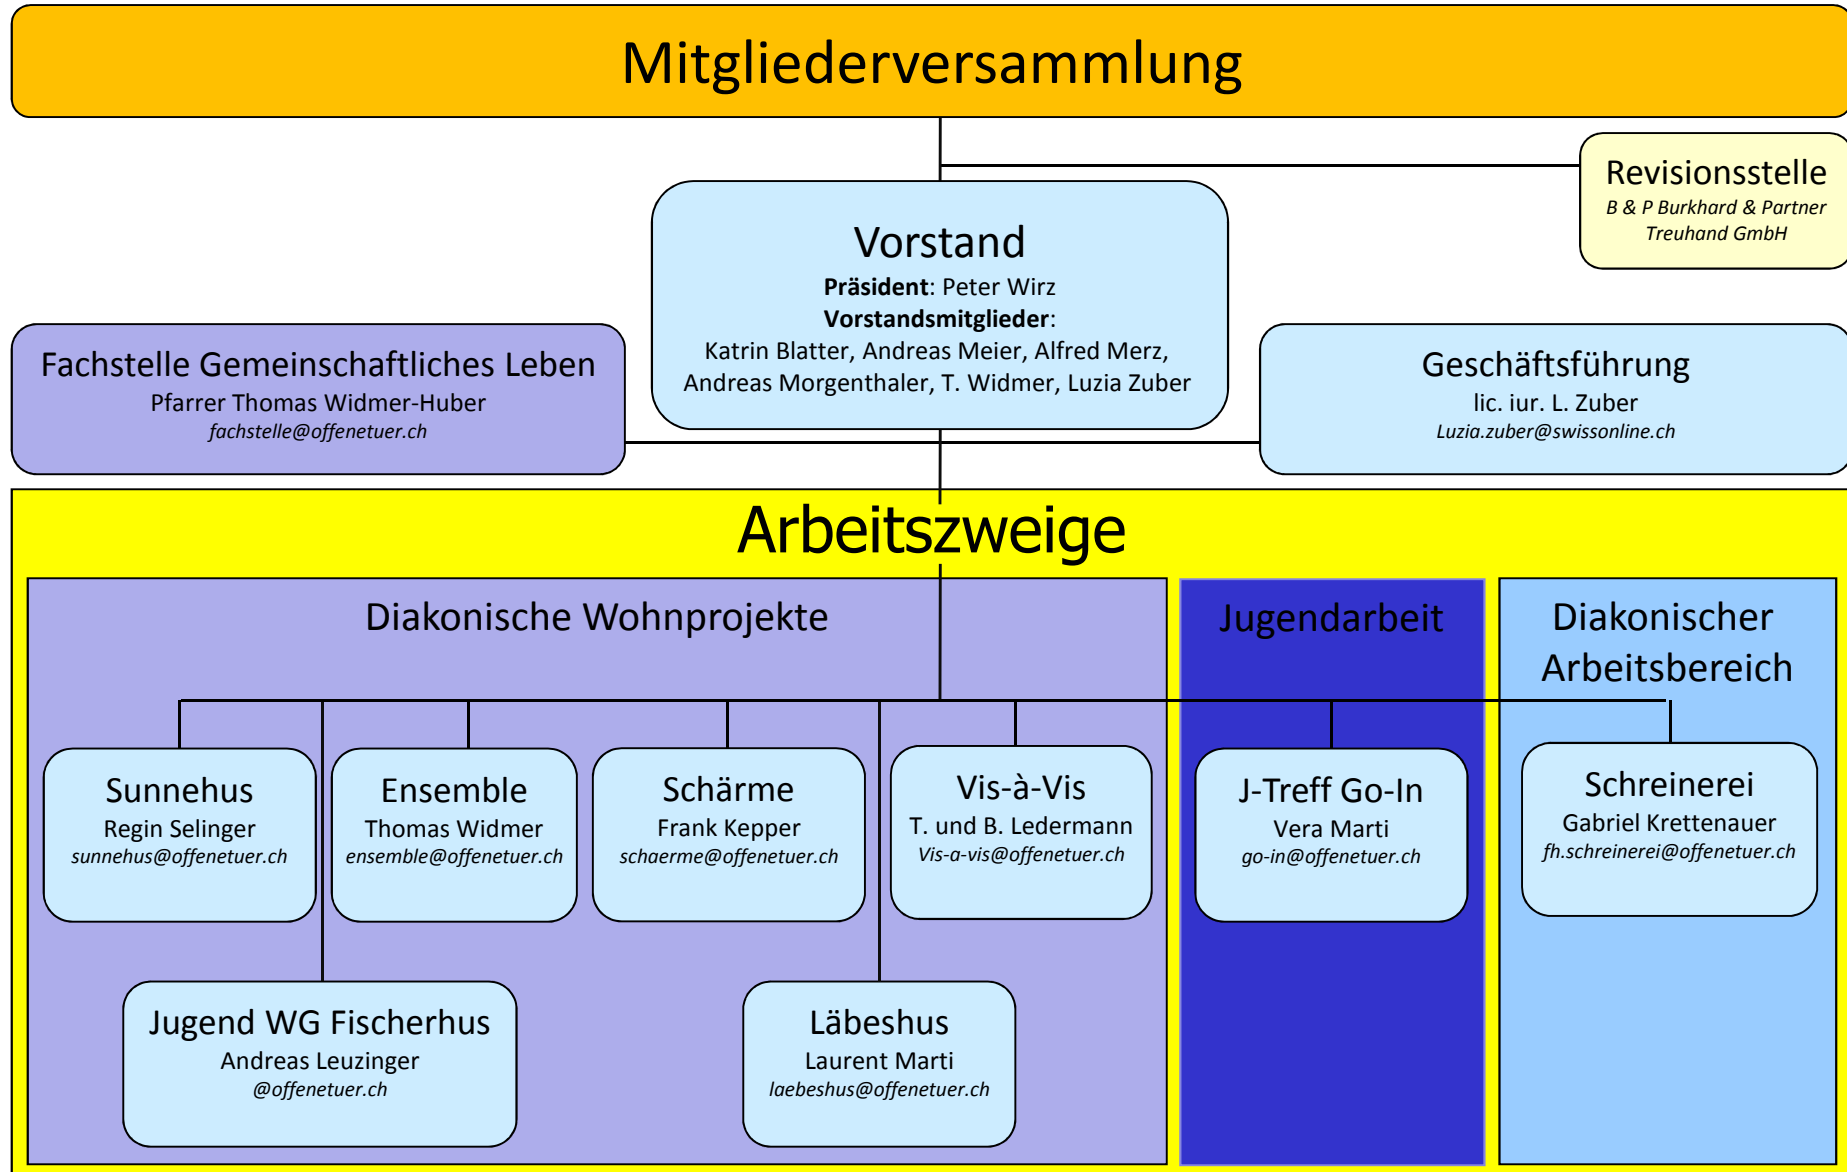 Mitgliederversammlung
Revisionsstelle
B & P Burkhard & Partner
Treuhand GmbH
Vorstand
Präsident: Peter Wirz
Vorstandsmitglieder:
Katrin Blatter, Andreas Meier, Alfred Merz,
Andreas Morgenthaler, T. Widmer, Luzia Zuber
Fachstelle Gemeinschaftliches Leben
Pfarrer Thomas Widmer-Huber
fachstelle@offenetuer.ch
Geschäftsführung
lic. iur. L. Zuber
Luzia.zuber@swissonline.ch
Arbeitszweige
Diakonische Wohnprojekte
Jugendarbeit
Diakonischer
Arbeitsbereich
Sunnehus
Regin Selinger
sunnehus@offenetuer.ch
Ensemble
Thomas Widmer
ensemble@offenetuer.ch
Schärme
Frank Kepper
schaerme@offenetuer.ch
Vis-à-Vis
T. und B. Ledermann
Vis-a-vis@offenetuer.ch
J-Treff Go-In
Vera Marti
go-in@offenetuer.ch
Schreinerei
Gabriel Krettenauer
fh.schreinerei@offenetuer.ch
Jugend WG Fischerhus
Andreas Leuzinger
@offenetuer.ch
Läbeshus
Laurent Marti
laebeshus@offenetuer.ch